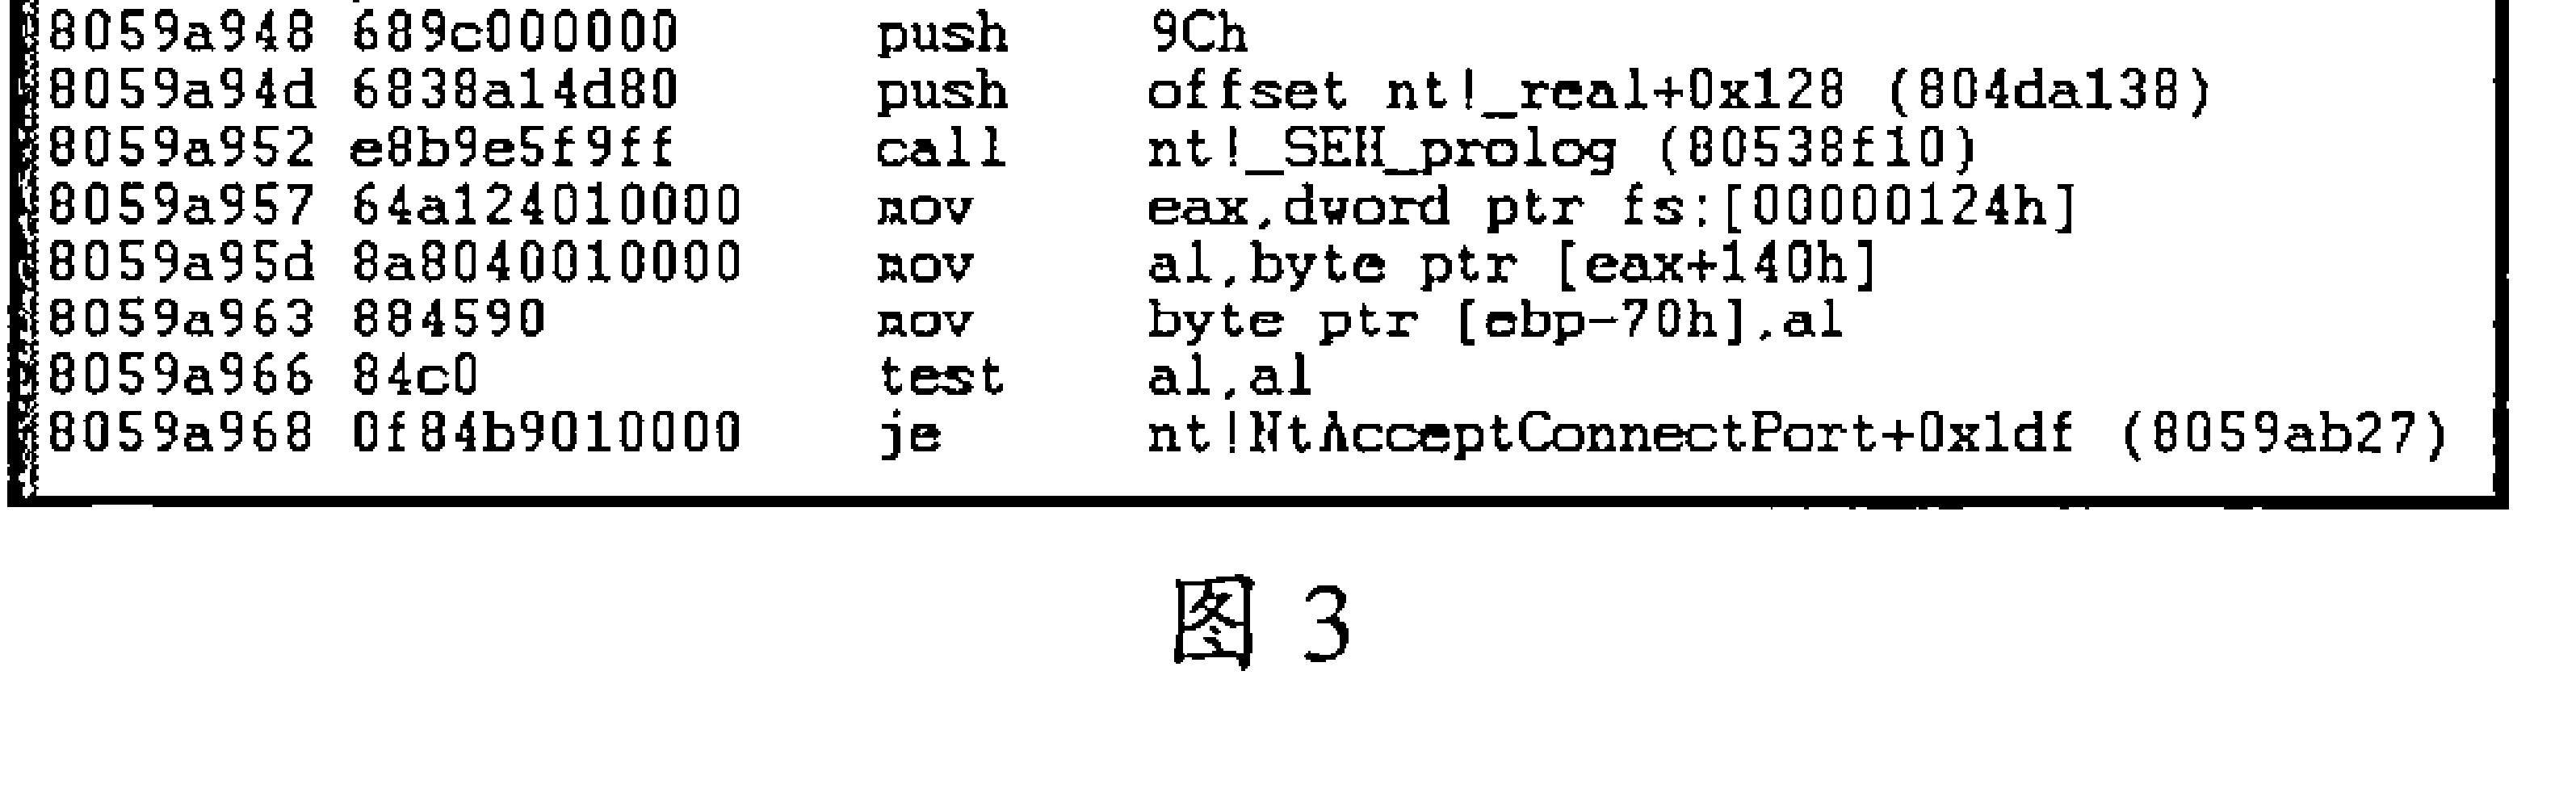 8059a948 689c000000 push 9Ch
8059a94d 6838a14d80 push offset nt!_real+0x128 (804da138)
8059a952 e8b9e5f9ff call nt!_SEH_prolog (80538f10)
8059a957 64a124010000 mov eax,dword ptr fs:[00000124h]
8059a95d 8a8040010000 mov al,byte ptr [eax+140h]
8059a963 884590 mov byte ptr [ebp-70h],al
8059a966 84c0 test al,al
8059a968 0f84b9010000 je nt!NtAcceptConnectPort+0x1df (8059ab27)
图 3